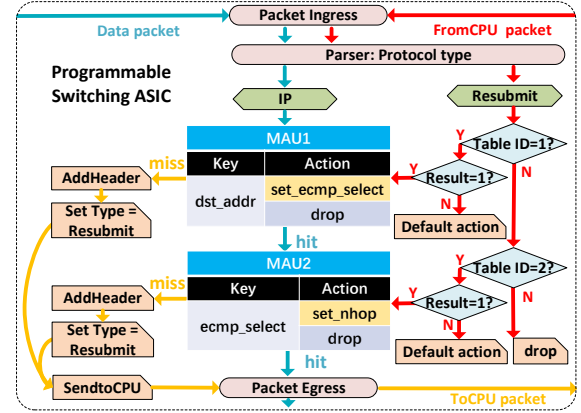 Packet Ingress
Data packet
FromCPU packet
Parser: Protocol type
Programmable
Switching ASIC
IP
Resubmit
MAU1
Key
Action
dst_addr
set_ecmp_select
drop
miss
AddHeader
Set Type =
Resubmit
Table ID=1?
Y
N
Result=1?
Y
N
Default action
hit
MAU2
Key
Action
ecmp_select
set_nhop
drop
miss
AddHeader
Set Type =
Resubmit
Table ID=2?
Y
N
Result=1?
Y
N
Default action
drop
hit
SendtoCPU
Packet Egress
ToCPU packet